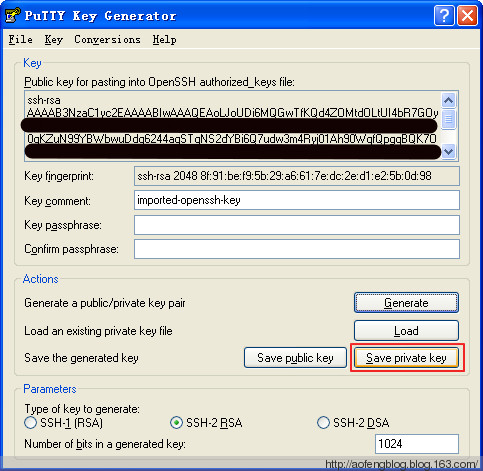 PuTTY Key Generator
File Key Conversions Help
Key
Public key for pasting into OpenSSH authorized_keys file:
ssh-rsa
Key fingerprint: ssh-rsa 2048 8f:91:be:f9:5b:29:a6:61:7e:dc:2e:d1:e2:5b:0d:98
Key comment: imported-openssh-key
Key passphrase:
Confirm passphrase:
Actions
Generate a public/private key pair Generate
Load an existing private key file Load
Save the generated key Save public key Save private key
Parameters
Type of key to generate:
SSH-1 (RSA) SSH-2 RSA SSH-2 DSA
Number of bits in a generated key: 1024
http://aofengblog.blog.163.com/